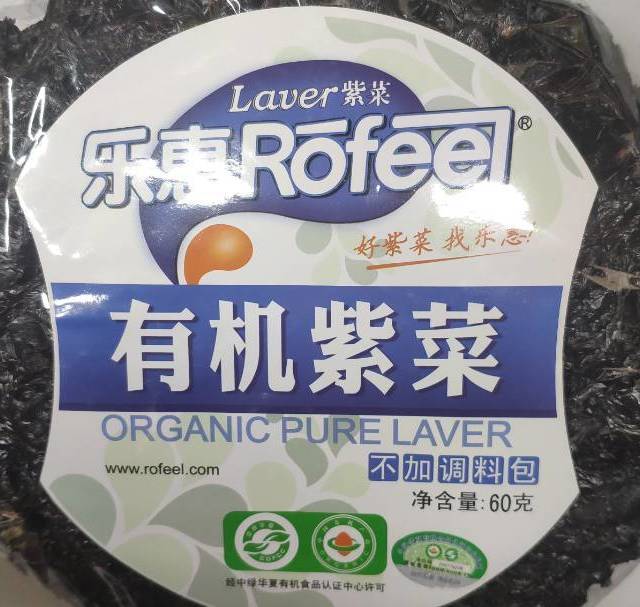 Laver紫菜
乐惠Rōfeel®
好紫菜 找乐惠!
有机紫菜
ORGANIC PURE LAVER
www.rofeel.com
不加调料包
净含量:60克
COFCC
经中绿华夏有机食品认证中心许可